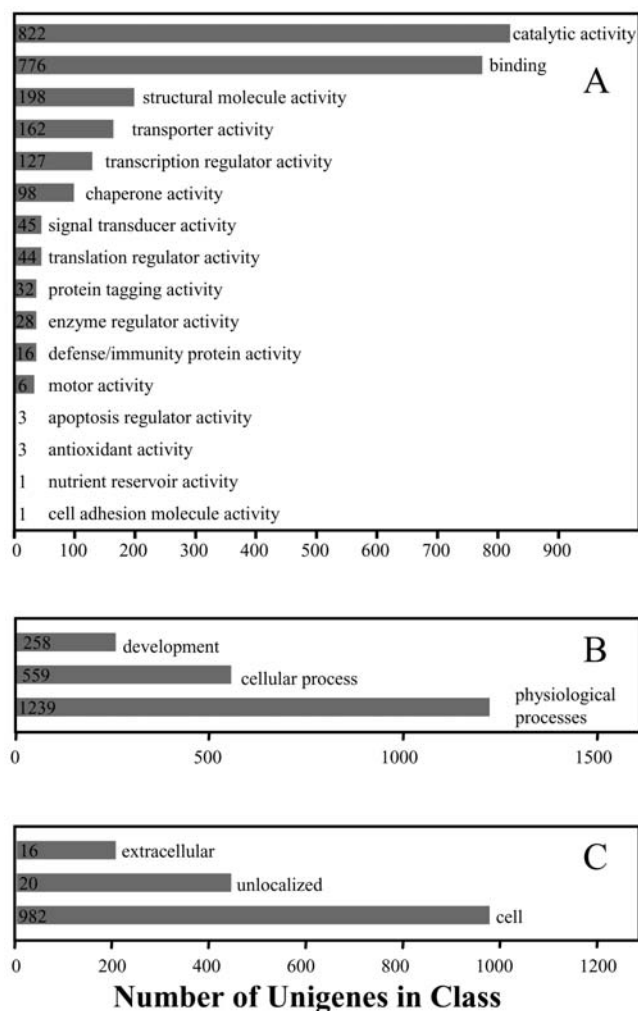 822 catalytic activity
776 binding
A
198 structural molecule activity
162 transporter activity
127 transcription regulator activity
98 chaperone activity
45 signal transducer activity
44 translation regulator activity
32 protein tagging activity
28 enzyme regulator activity
16 defense/immunity protein activity
6 motor activity
3 apoptosis regulator activity
3 antioxidant activity
1 nutrient reservoir activity
1 cell adhesion molecule activity
0 100 200 300 400 500 600 700 800 900
258 development
B
559 cellular process
1239 physiological
processes
0 500 1000 1500
16 extracellular
C
20 unlocalized
982 cell
0 200 400 600 800 1000 1200
Number of Unigenes in Class